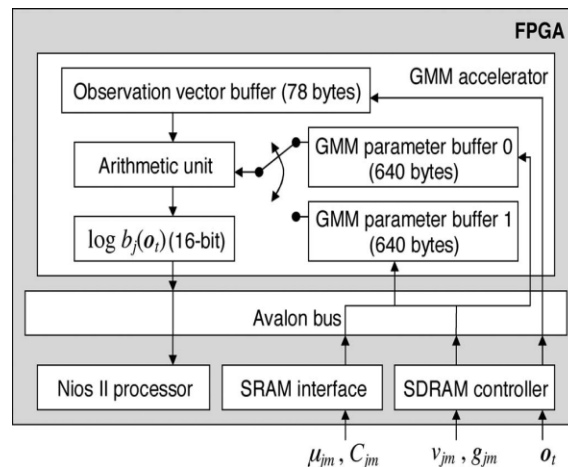 FPGA
GMM accelerator
Observation vector buffer (78 bytes)
Arithmetic unit
GMM parameter buffer 0
(640 bytes)
log bj(ot) (16-bit)
GMM parameter buffer 1
(640 bytes)
Avalon bus
Nios II processor
SRAM interface
SDRAM controller
μjm , Cjm
vjm , gjm
ot